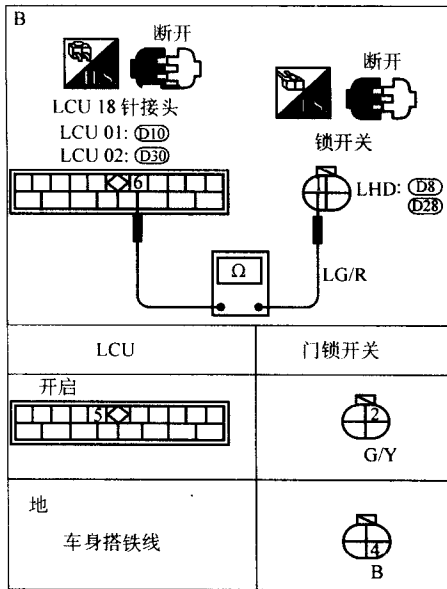 B
断开
断开
LCU 18 针接头
LCU 01: D10
LCU 02: D30
锁开关
6
LHD: D8
D28
Ω
LG/R
LCU
门锁开关
开启
5
2
G/Y
地
车身搭铁线
4
B